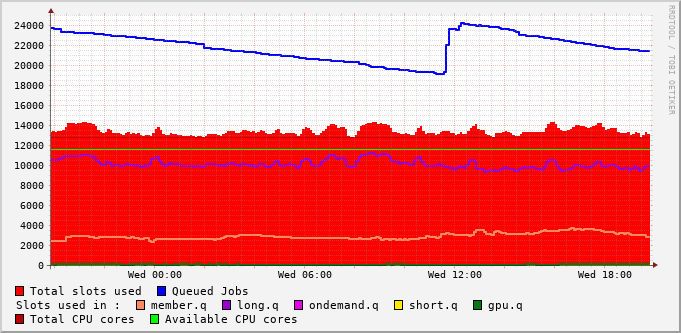 RRDTOOL / TOBI OETIKER
24000
22000
20000
18000
16000
14000
12000
10000
8000
6000
4000
2000
0
Wed 00:00 Wed 06:00 Wed 12:00 Wed 18:00
Total slots used Queued Jobs
Slots used in : member.q long.q ondemand.q short.q gpu.q
Total CPU cores Available CPU cores